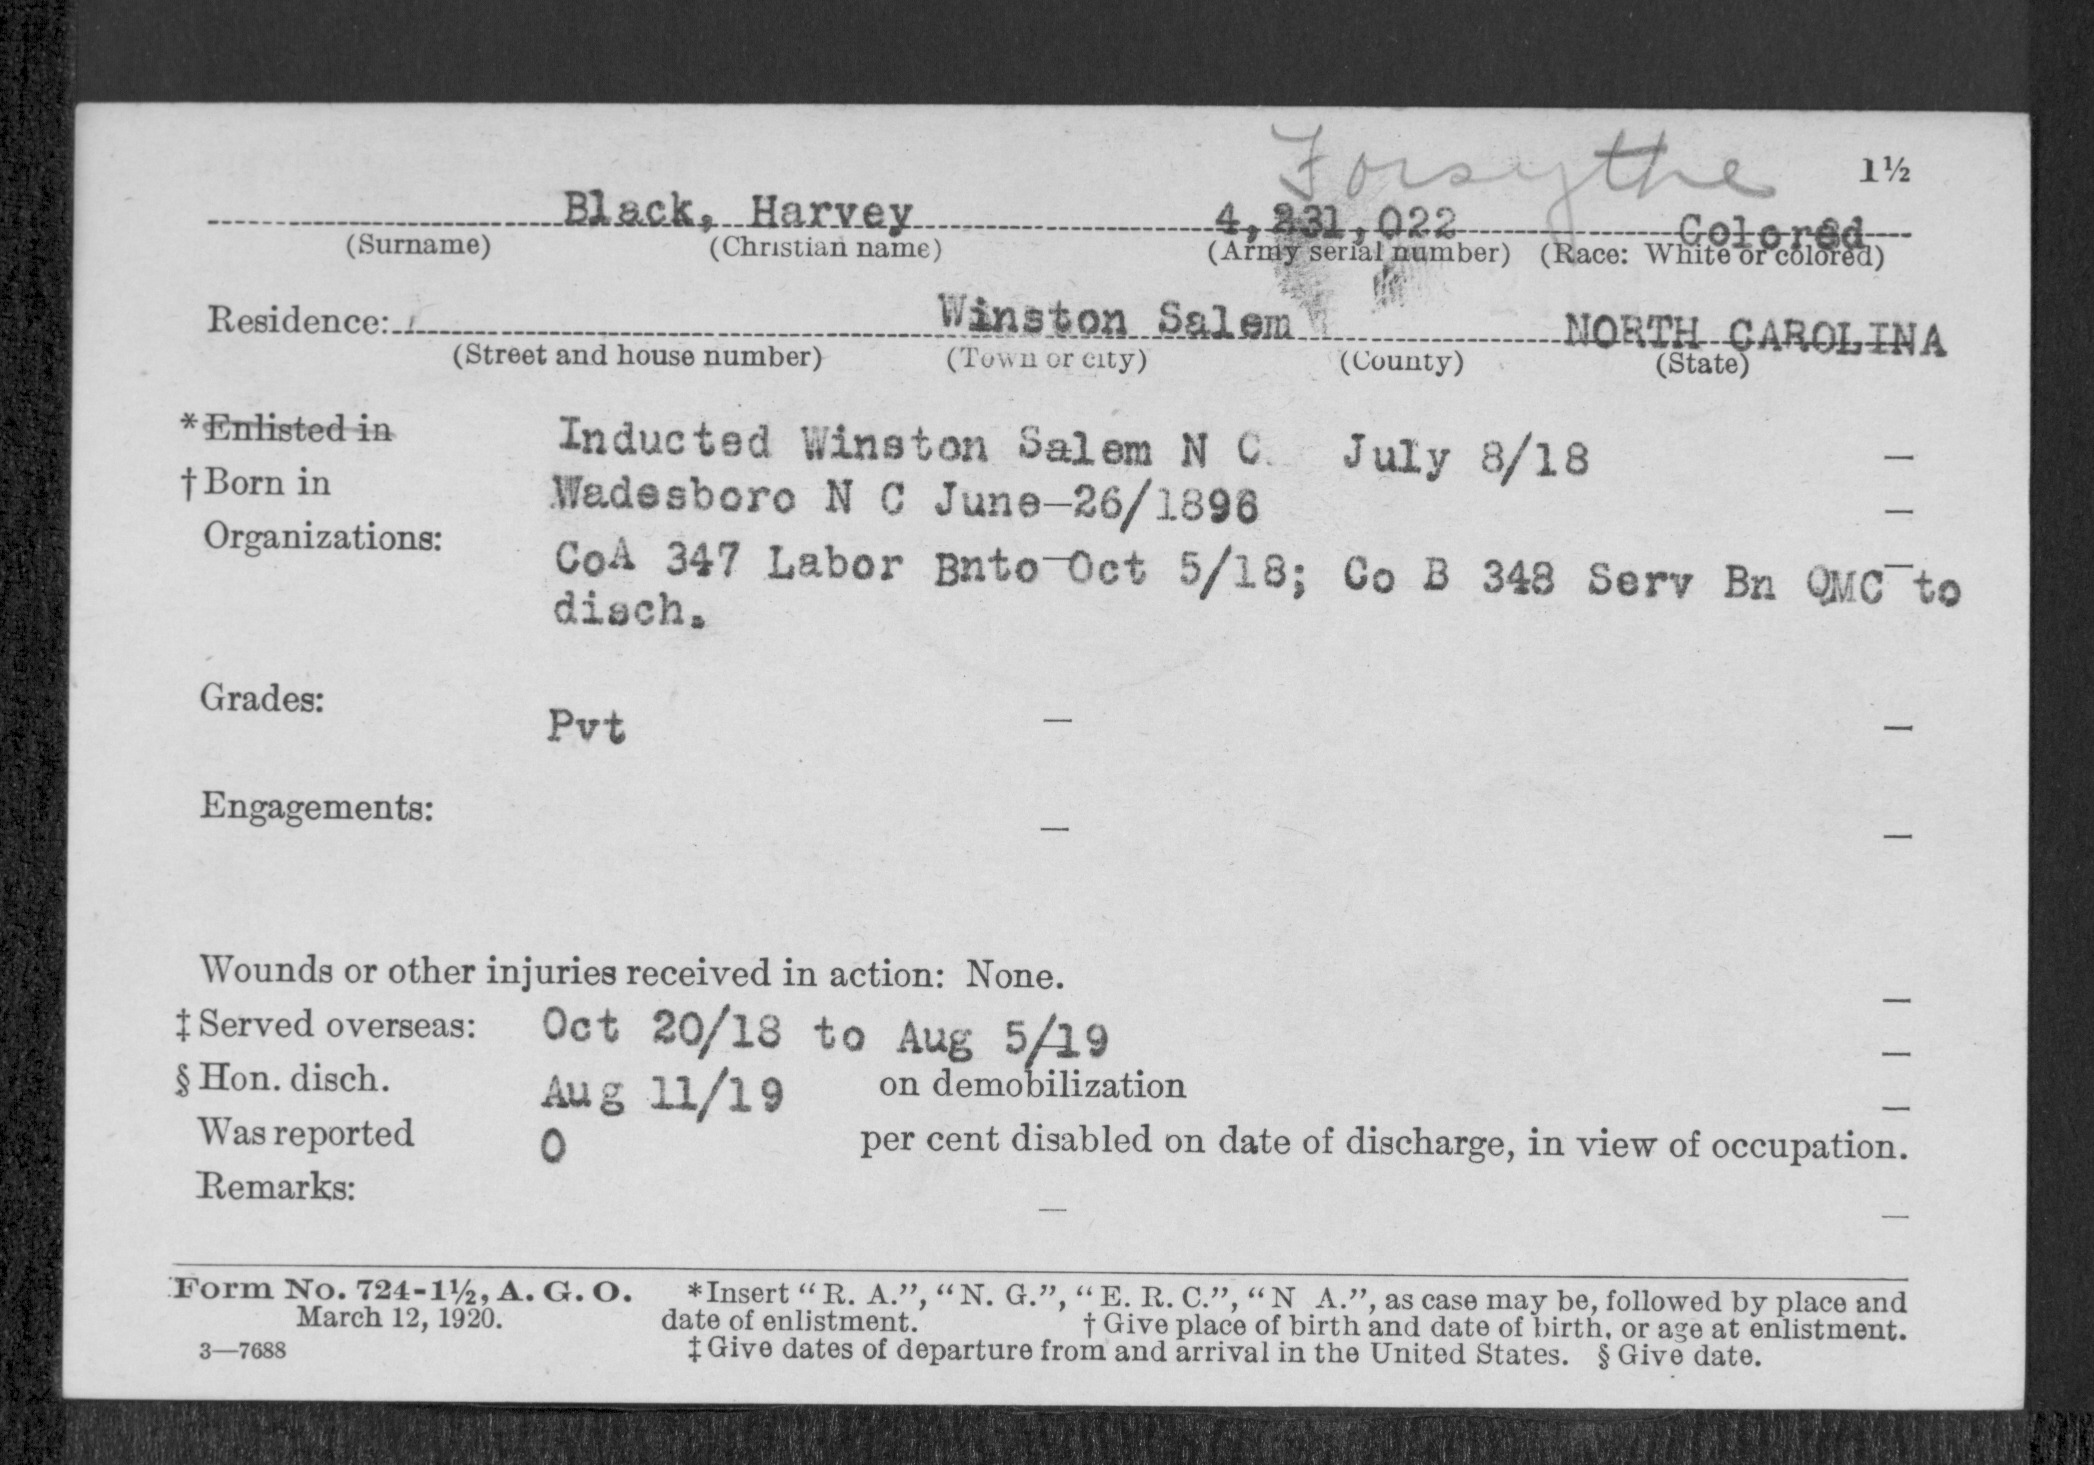 Forsythe 1½
Black, Harvey 4,231,022 Colored
(Surname) (Christian name) (Army serial number) (Race: White or colored)
Residence: Winston Salem NORTH CAROLINA
(Street and house number) (Town or city) (County) (State)
*Enlisted in Inducted Winston Salem N C. July 8/18 —
†Born in Wadesboro N C June-26/1896 —
Organizations: CoA 347 Labor Bnto—Oct 5/18; Co B 348 Serv Bn QMC—to
disch.
Grades: Pvt — —
Engagements: — —
Wounds or other injuries received in action: None. —
‡Served overseas: Oct 20/18 to Aug 5/19 —
§Hon. disch. Aug 11/19 on demobilization —
Was reported 0 per cent disabled on date of discharge, in view of occupation.
Remarks: — —
Form No. 724-1½, A. G. O. *Insert "R. A.", "N. G.", "E. R. C.", "N A.", as case may be, followed by place and
March 12, 1920. date of enlistment. †Give place of birth and date of birth, or age at enlistment.
3—7688 ‡Give dates of departure from and arrival in the United States. §Give date.